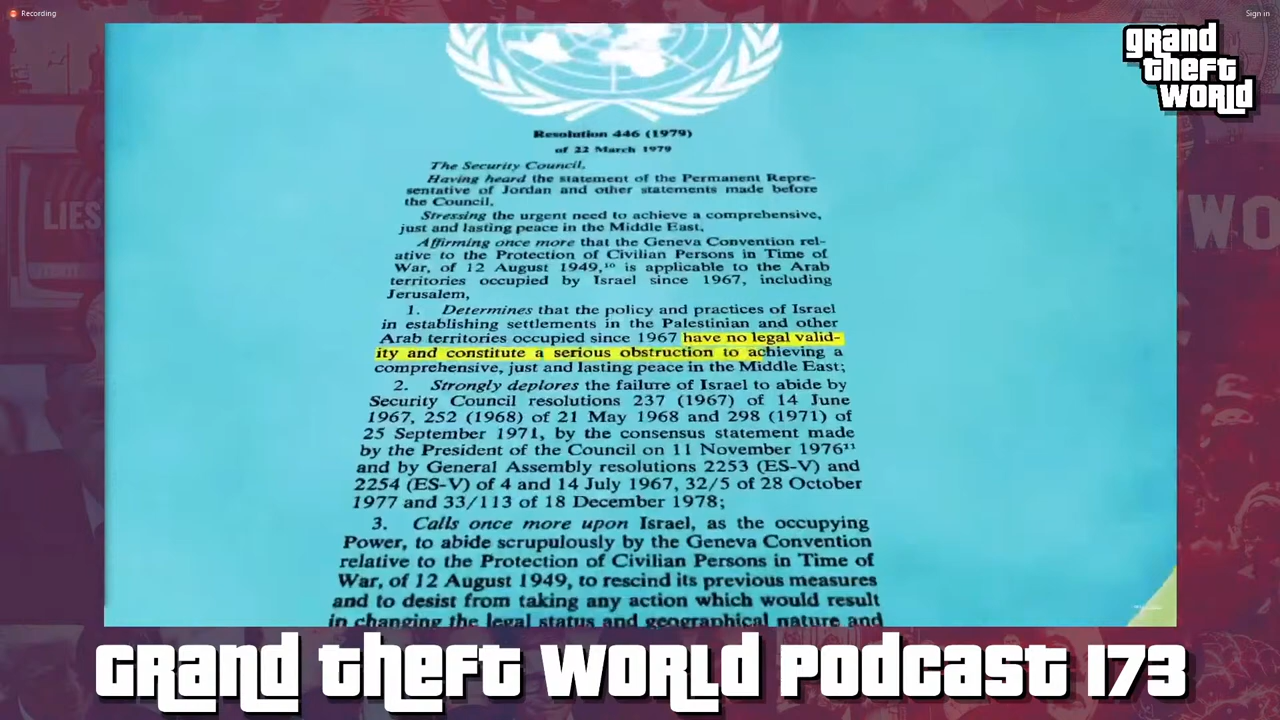 Recording
Sign in
grand
theft
world
LIES
WO
Resolution 446 (1979)
of 22 March 1979
The Security Council,
Having heard the statement of the Permanent Repre-
sentative of Jordan and other statements made before
the Council,
Stressing the urgent need to achieve a comprehensive,
just and lasting peace in the Middle East,
Affirming once more that the Geneva Convention rel-
ative to the Protection of Civilian Persons in Time of
War, of 12 August 1949,¹⁰ is applicable to the Arab
territories occupied by Israel since 1967, including
Jerusalem,
1. Determines that the policy and practices of Israel
in establishing settlements in the Palestinian and other
Arab territories occupied since 1967 have no legal valid-
ity and constitute a serious obstruction to achieving a
comprehensive, just and lasting peace in the Middle East;
2. Strongly deplores the failure of Israel to abide by
Security Council resolutions 237 (1967) of 14 June
1967, 252 (1968) of 21 May 1968 and 298 (1971) of
25 September 1971, by the consensus statement made
by the President of the Council on 11 November 1976¹¹
and by General Assembly resolutions 2253 (ES-V) and
2254 (ES-V) of 4 and 14 July 1967, 32/5 of 28 October
1977 and 33/113 of 18 December 1978;
3. Calls once more upon Israel, as the occupying
Power, to abide scrupulously by the Geneva Convention
relative to the Protection of Civilian Persons in Time of
War, of 12 August 1949, to rescind its previous measures
and to desist from taking any action which would result
in changing the legal status and geographical nature and
Grand theft World Podcast 173